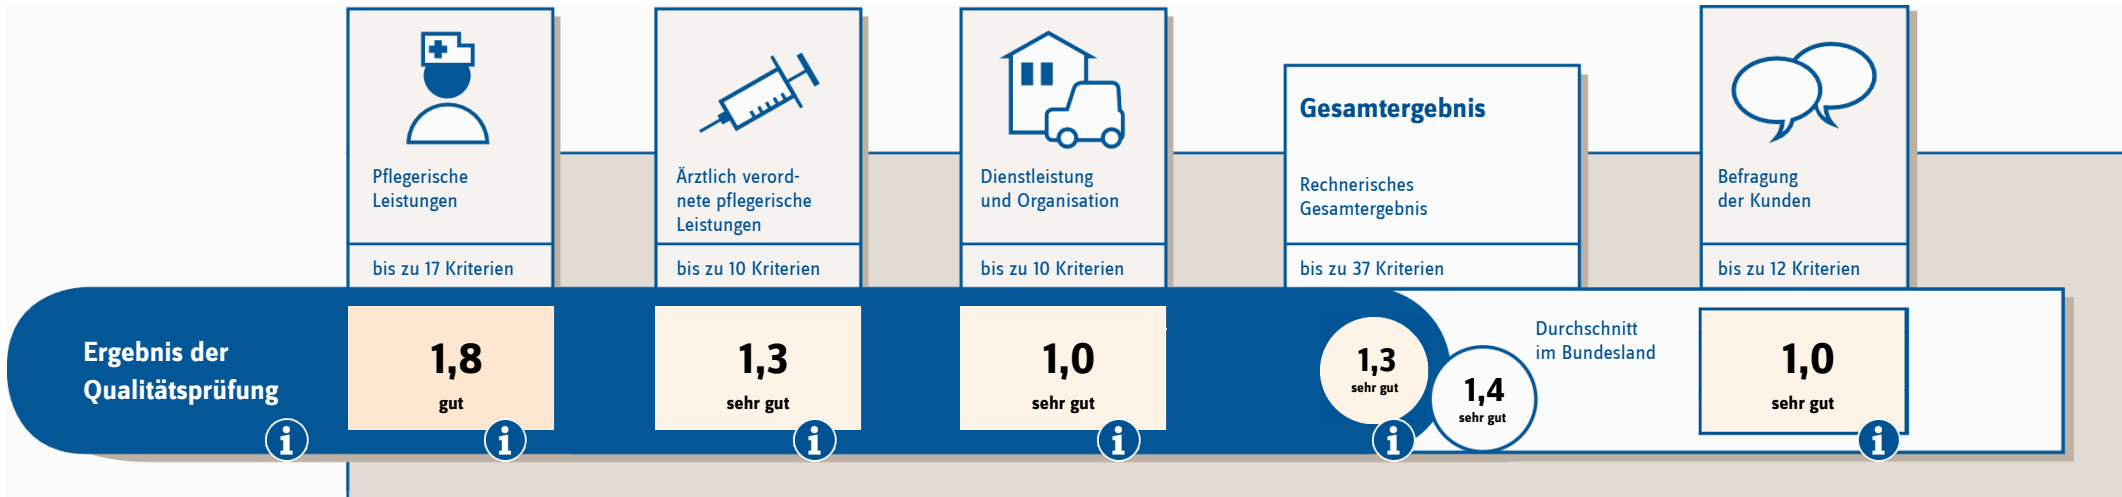 Pflegerische
Leistungen
bis zu 17 Kriterien
Ärztlich verord-
nete pflegerische
Leistungen
bis zu 10 Kriterien
Dienstleistung
und Organisation
bis zu 10 Kriterien
Gesamtergebnis
Rechnerisches
Gesamtergebnis
bis zu 37 Kriterien
Befragung
der Kunden
bis zu 12 Kriterien
Ergebnis der
Qualitätsprüfung
i
1,8
gut
i
1,3
sehr gut
i
1,0
sehr gut
i
1,3
sehr gut
i
1,4
sehr gut
Durchschnitt
im Bundesland
1,0
sehr gut
i